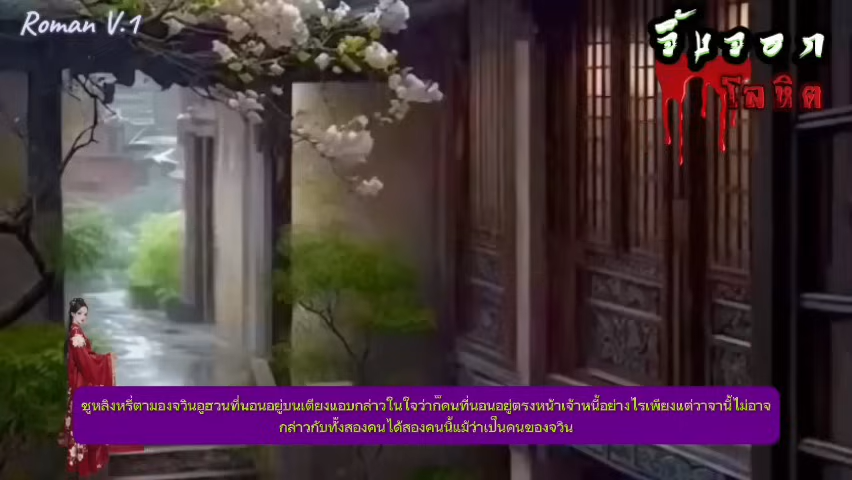 Roman V.1
จิ้นจอก
โลหิต
ซูหลิงหรี่ตามองจวินอูฮวนที่นอนอยู่บนเตียงแอบกล่าวในใจว่าก็คนที่นอนอยู่ตรงหน้าเจ้าหนี้อย่างไรเพียงแต่วาจานี้ไม่อาจ
กล่าวกับทั้งสองคนได้สองคนนี้แม้ว่าเป็นคนของจวิน